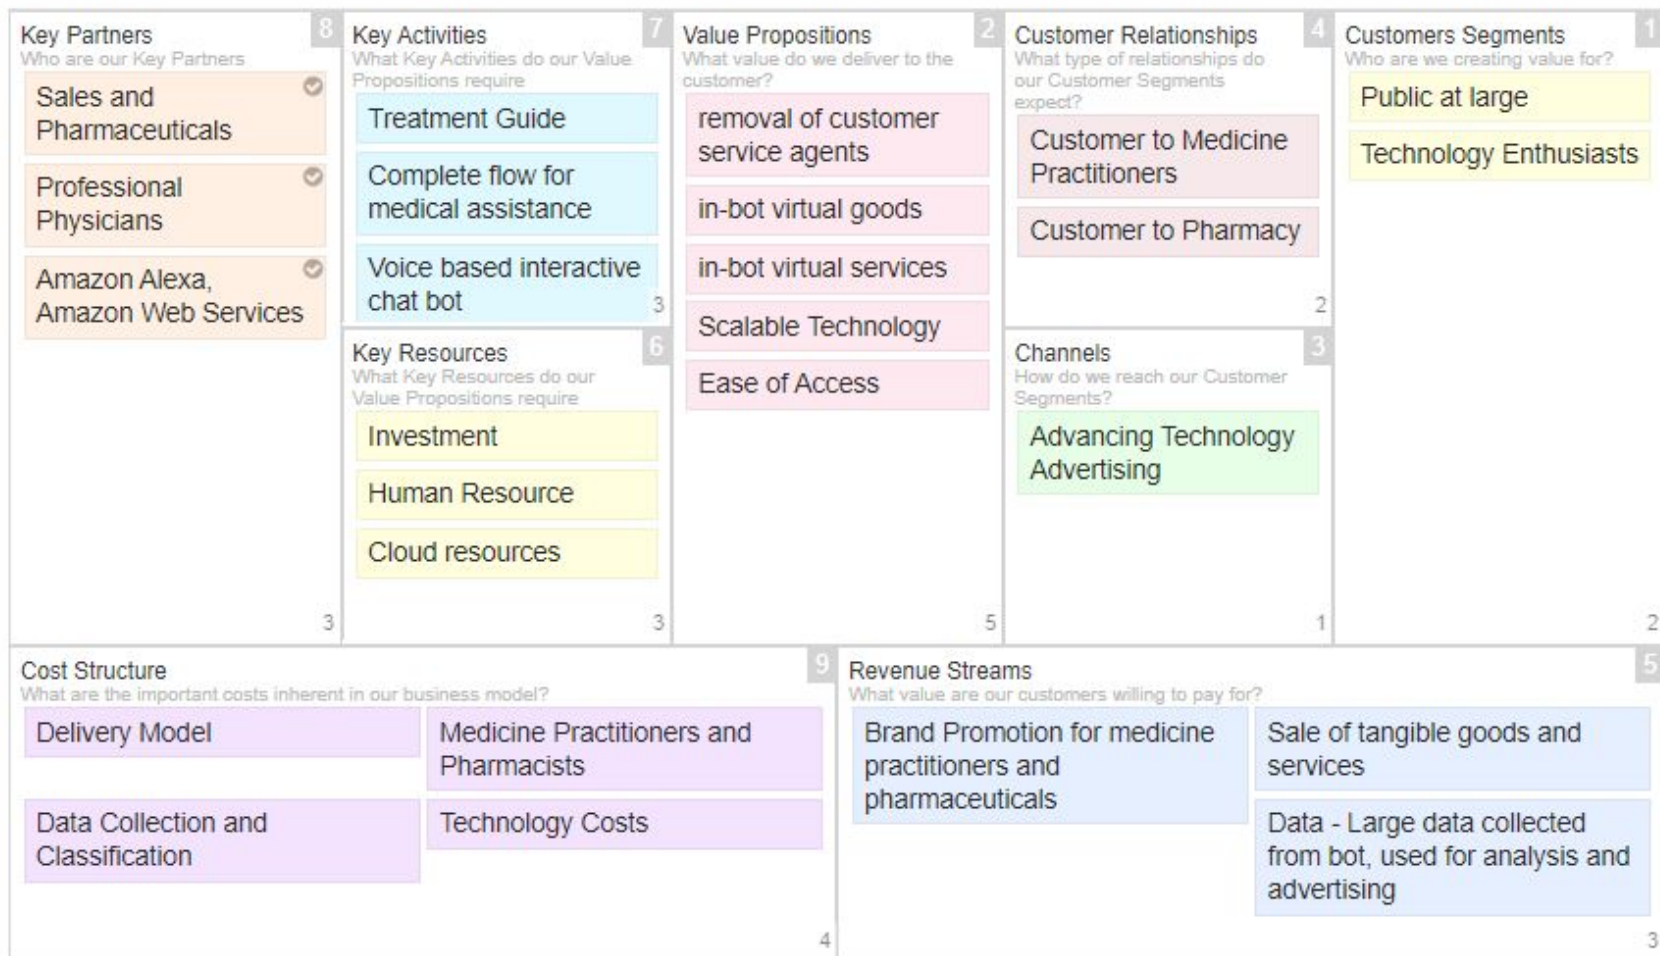 Key Partners
8
Who are our Key Partners
Sales and
Pharmaceuticals
Professional
Physicians
Amazon Alexa,
Amazon Web Services
3
Key Activities
7
What Key Activities do our Value
Propositions require
Treatment Guide
Complete flow for
medical assistance
Voice based interactive
chat bot
3
Key Resources
6
What Key Resources do our
Value Propositions require
Investment
Human Resource
Cloud resources
3
Value Propositions
2
What value do we deliver to the
customer?
removal of customer
service agents
in-bot virtual goods
in-bot virtual services
Scalable Technology
Ease of Access
5
Customer Relationships
4
What type of relationships do
our Customer Segments
expect?
Customer to Medicine
Practitioners
Customer to Pharmacy
2
Channels
3
How do we reach our Customer
Segments?
Advancing Technology
Advertising
1
Customers Segments
1
Who are we creating value for?
Public at large
Technology Enthusiasts
2
Cost Structure
9
What are the important costs inherent in our business model?
Delivery Model
Medicine Practitioners and
Pharmacists
Data Collection and
Classification
Technology Costs
4
Revenue Streams
5
What value are our customers willing to pay for?
Brand Promotion for medicine
practitioners and
pharmaceuticals
Sale of tangible goods and
services
Data - Large data collected
from bot, used for analysis and
advertising
3